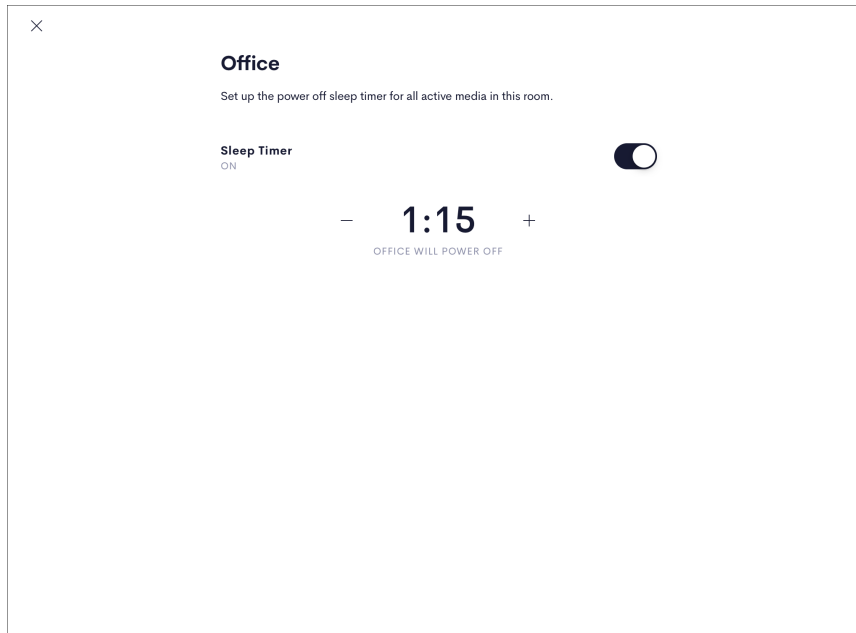 Office
Set up the power off sleep timer for all active media in this room.
Sleep Timer
ON
1:15
OFFICE WILL POWER OFF